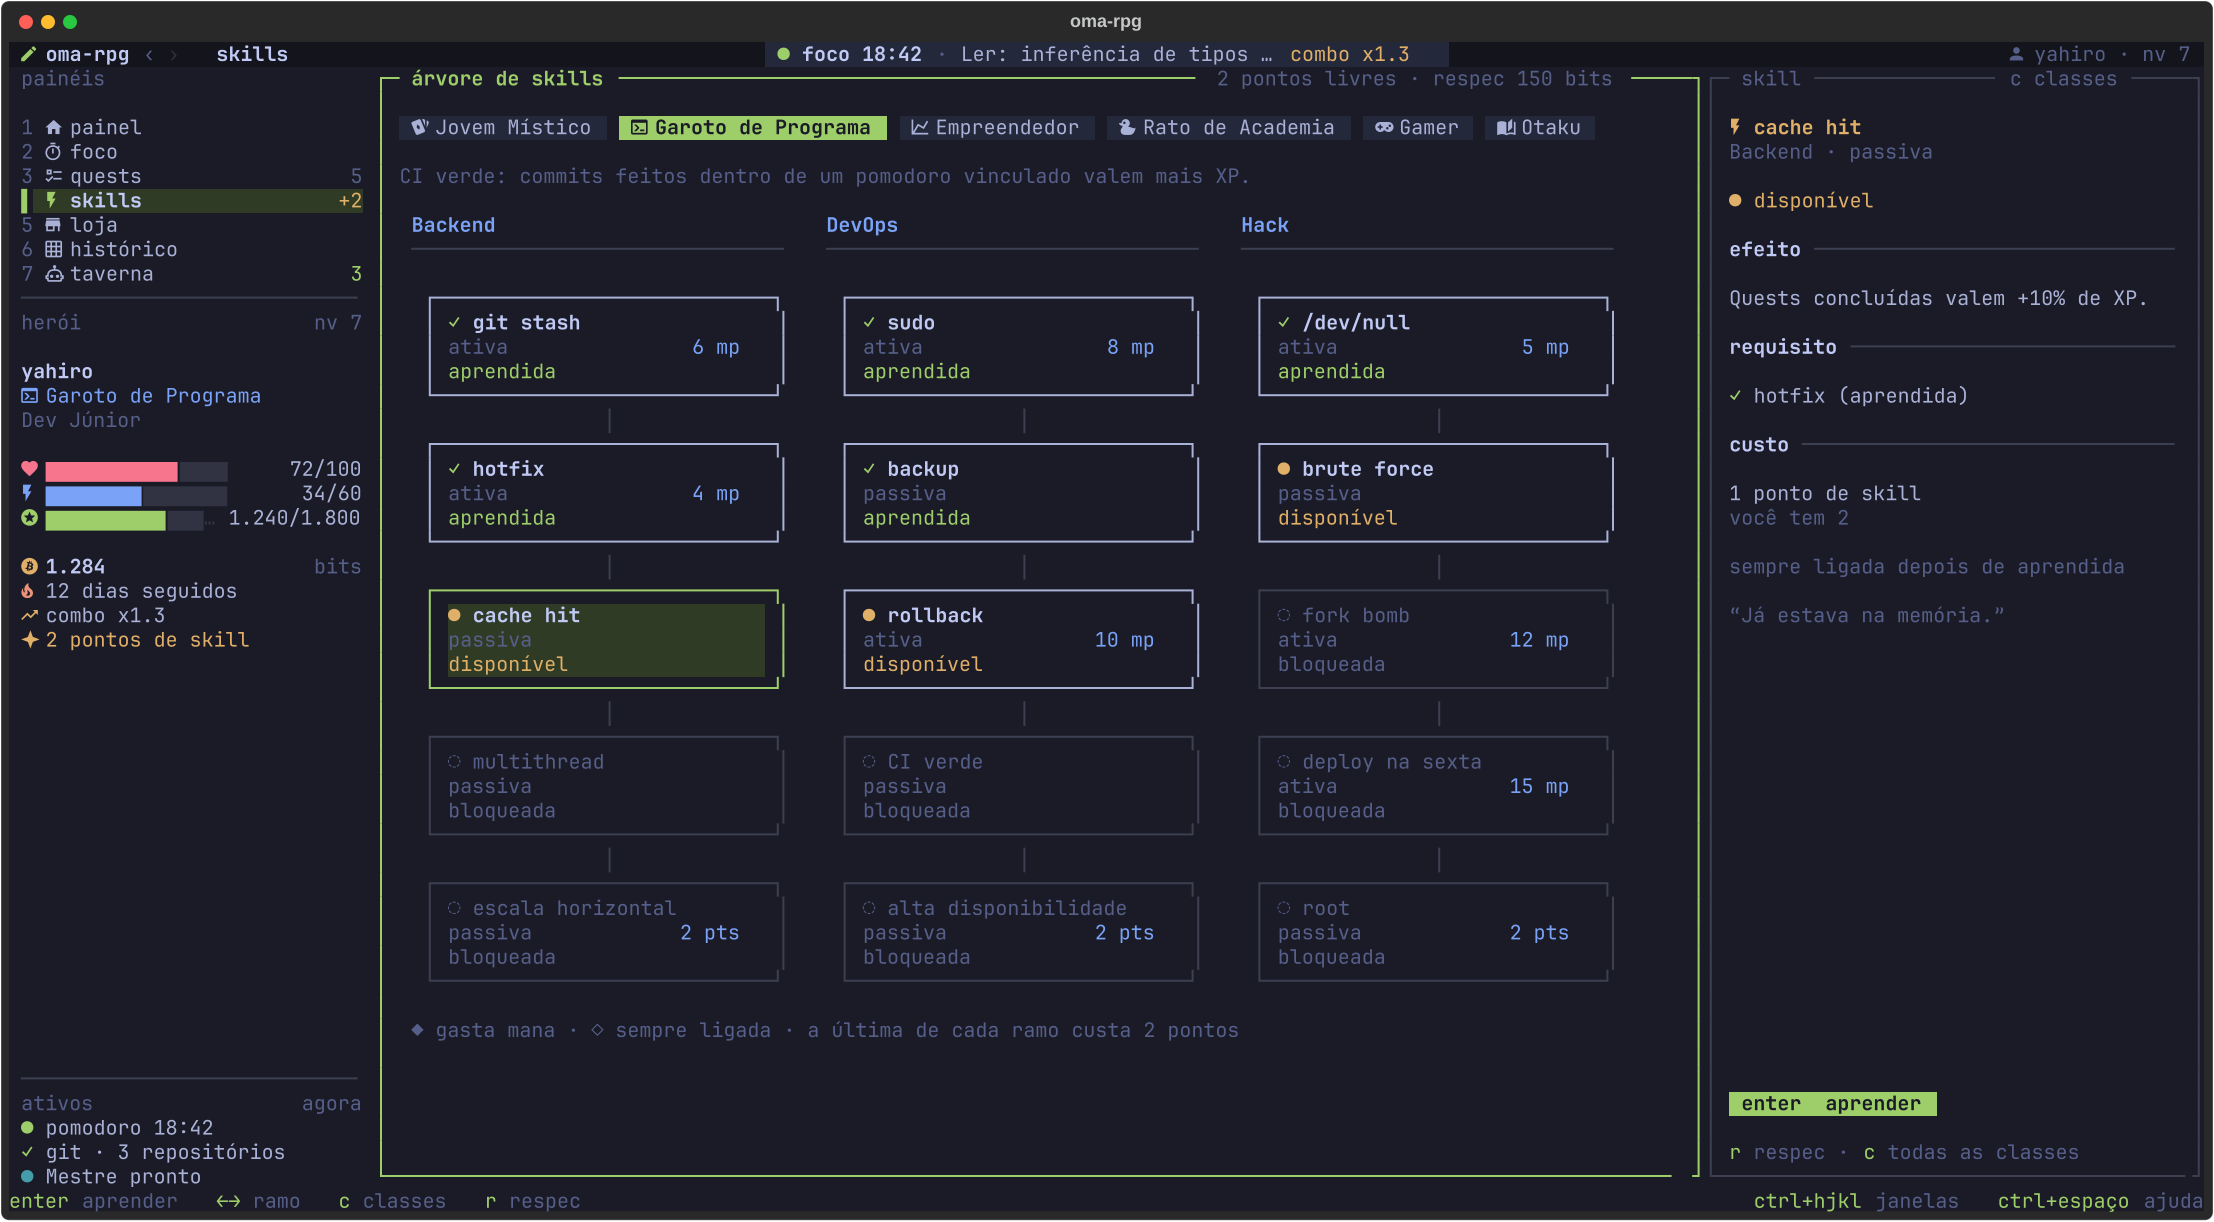 oma-rpg
oma-rpg ‹ › skills
foco 18:42 · Ler: inferência de tipos … combo x1.3
yahiro · nv 7
painéis
1 painel
2 foco
3 quests 5
skills +2
5 loja
6 histórico
7 taverna 3
herói nv 7
yahiro
Garoto de Programa
Dev Júnior
72/100
34/60
… 1.240/1.800
1.284 bits
12 dias seguidos
combo x1.3
2 pontos de skill
ativos agora
pomodoro 18:42
✓ git · 3 repositórios
Mestre pronto
árvore de skills 2 pontos livres · respec 150 bits
Jovem Místico Garoto de Programa Empreendedor Rato de Academia Gamer Otaku
CI verde: commits feitos dentro de um pomodoro vinculado valem mais XP.
Backend DevOps Hack
✓ git stash
ativa 6 mp
aprendida
✓ sudo
ativa 8 mp
aprendida
✓ /dev/null
ativa 5 mp
aprendida
✓ hotfix
ativa 4 mp
aprendida
✓ backup
passiva
aprendida
● brute force
passiva
disponível
● cache hit
passiva
disponível
● rollback
ativa 10 mp
disponível
◌ fork bomb
ativa 12 mp
bloqueada
◌ multithread
passiva
bloqueada
◌ CI verde
passiva
bloqueada
◌ deploy na sexta
ativa 15 mp
bloqueada
◌ escala horizontal
passiva 2 pts
bloqueada
◌ alta disponibilidade
passiva 2 pts
bloqueada
◌ root
passiva 2 pts
bloqueada
◆ gasta mana · ◇ sempre ligada · a última de cada ramo custa 2 pontos
skill c classes
cache hit
Backend · passiva
● disponível
efeito
Quests concluídas valem +10% de XP.
requisito
✓ hotfix (aprendida)
custo
1 ponto de skill
você tem 2
sempre ligada depois de aprendida
“Já estava na memória.”
enter aprender
r respec · c todas as classes
enter aprender ←→ ramo c classes r respec
ctrl+hjkl janelas ctrl+espaço ajuda